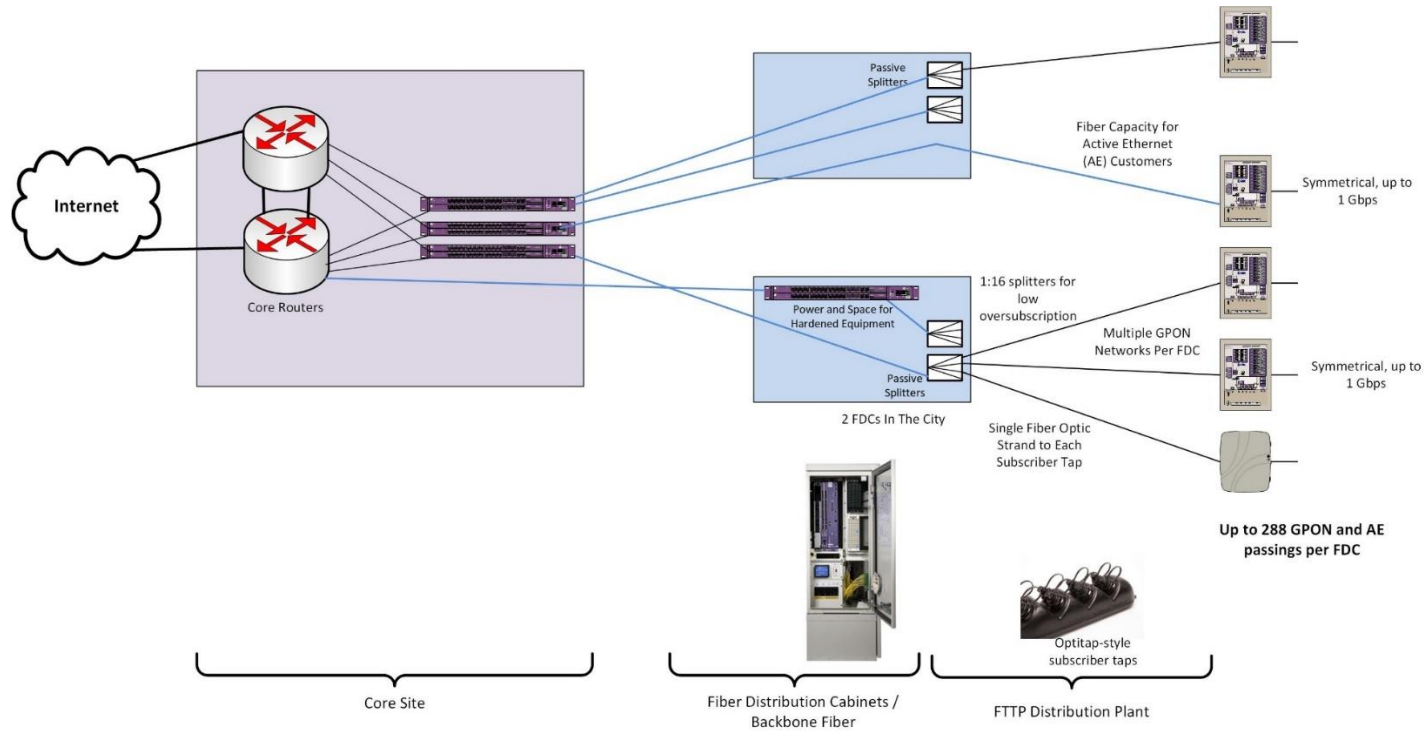 Internet
Core Routers
Passive
Splitters
Fiber Capacity for
Active Ethernet
(AE) Customers
Symmetrical, up to
1 Gbps
Power and Space for
Hardened Equipment
1:16 splitters for
low
oversubscription
Multiple GPON
Networks Per FDC
Symmetrical, up to
1 Gbps
Passive
Splitters
2 FDCs In The City
Single Fiber Optic
Strand to Each
Subscriber Tap
Up to 288 GPON and AE
passings per FDC
Optitap-style
subscriber taps
Core Site
Fiber Distribution Cabinets /
Backbone Fiber
FTTP Distribution Plant